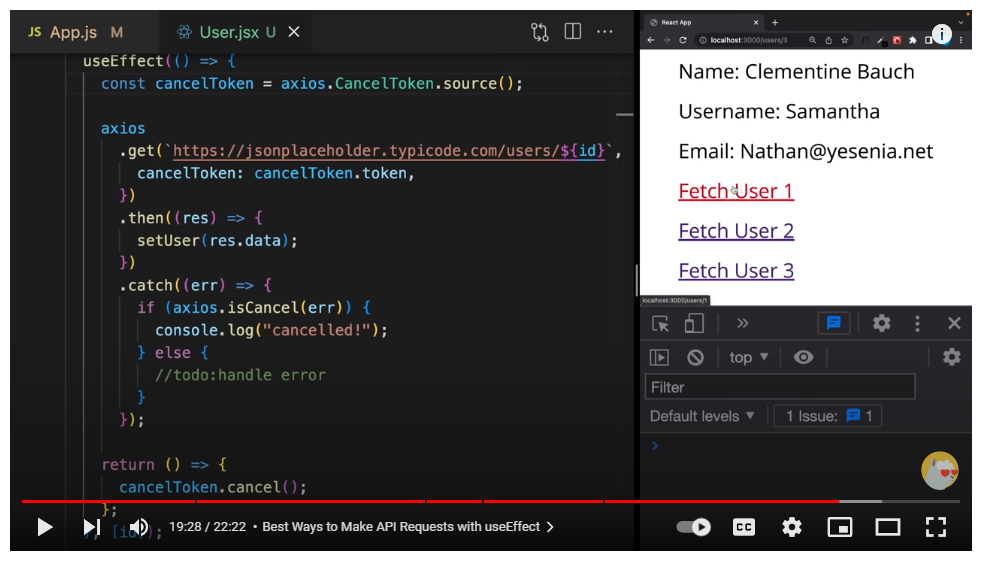 JS App.js M
User.jsx U
useEffect(() => {
const cancelToken = axios.CancelToken.source();
axios
.get(`https://jsonplaceholder.typicode.com/users/${id}`,
cancelToken: cancelToken.token,
})
.then((res) => {
setUser(res.data);
})
.catch((err) => {
if (axios.isCancel(err)) {
console.log("cancelled!");
} else {
//todo:handle error
}
});
return () => {
cancelToken.cancel();
};
React App
localhost:3000/users/3
Name: Clementine Bauch
Username: Samantha
Email: Nathan@yesenia.net
Fetch User 1
Fetch User 2
Fetch User 3
localhost:3000/users/1
top
Filter
Default levels
1 Issue: 1
19:28 / 22:22 • Best Ways to Make API Requests with useEffect
CC